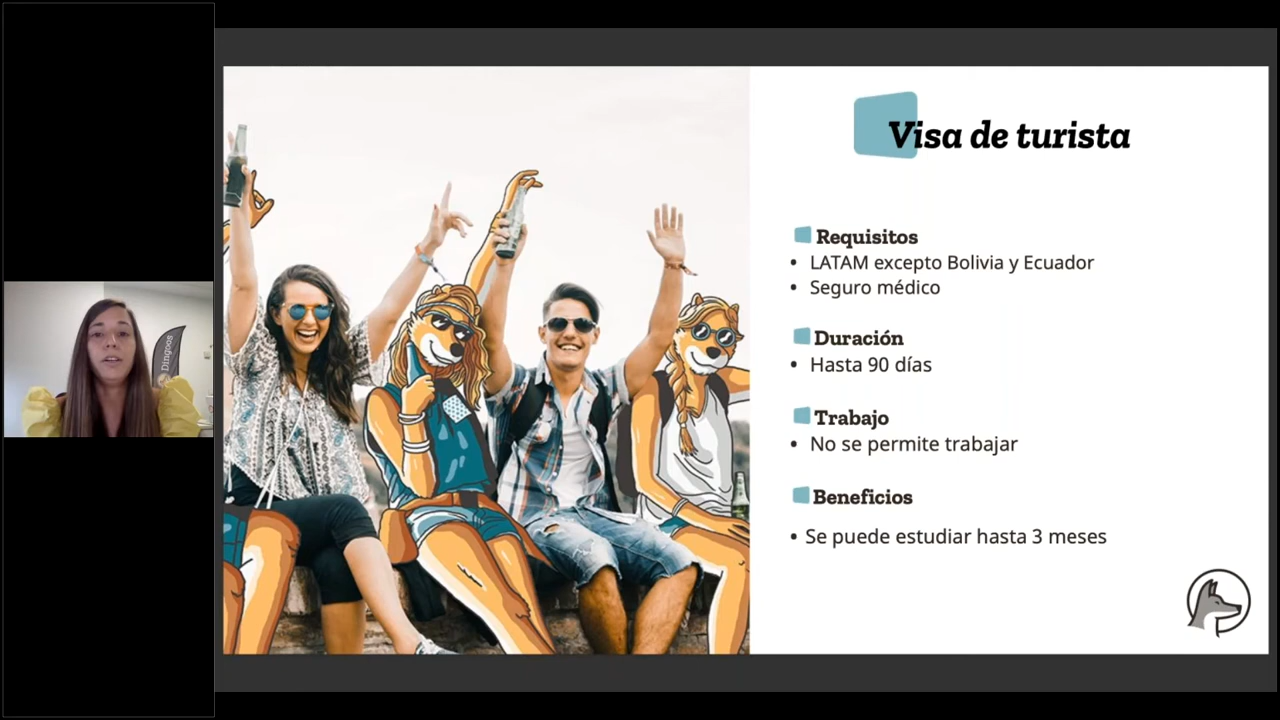 Dingoos
Visa de turista
Requisitos
• LATAM excepto Bolivia y Ecuador
• Seguro médico
Duración
• Hasta 90 días
Trabajo
• No se permite trabajar
Beneficios
• Se puede estudiar hasta 3 meses